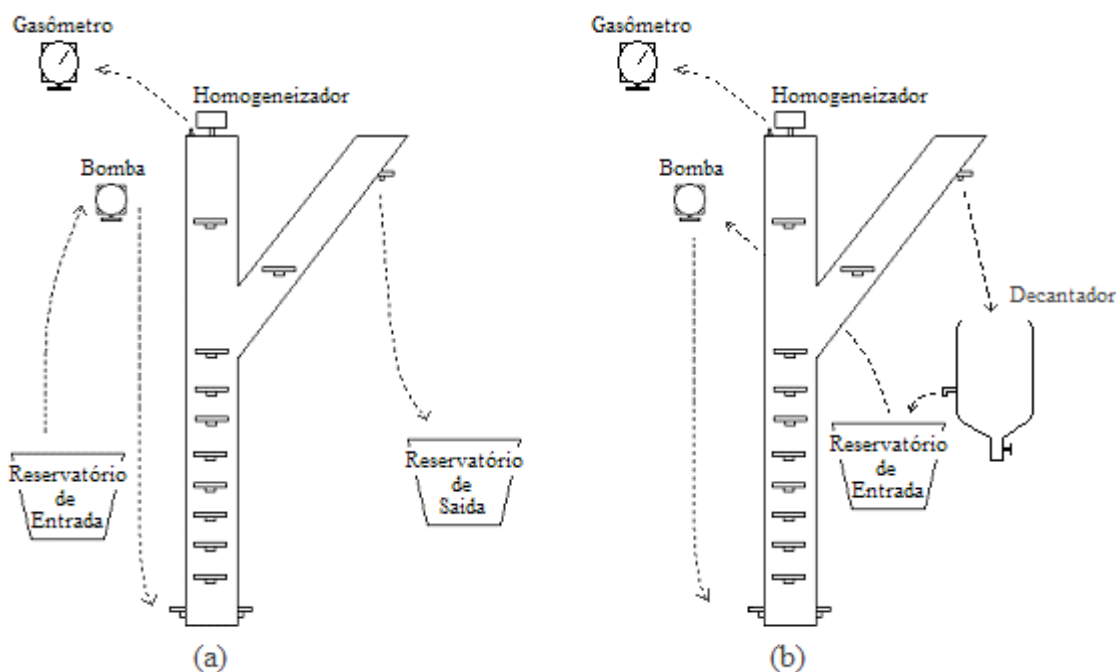 Gasômetro
Homogeneizador
Bomba
Reservatório
de
Entrada
Reservatório
de
Saída
(a)
Gasômetro
Homogeneizador
Bomba
Decantador
Reservatório
de
Entrada
(b)